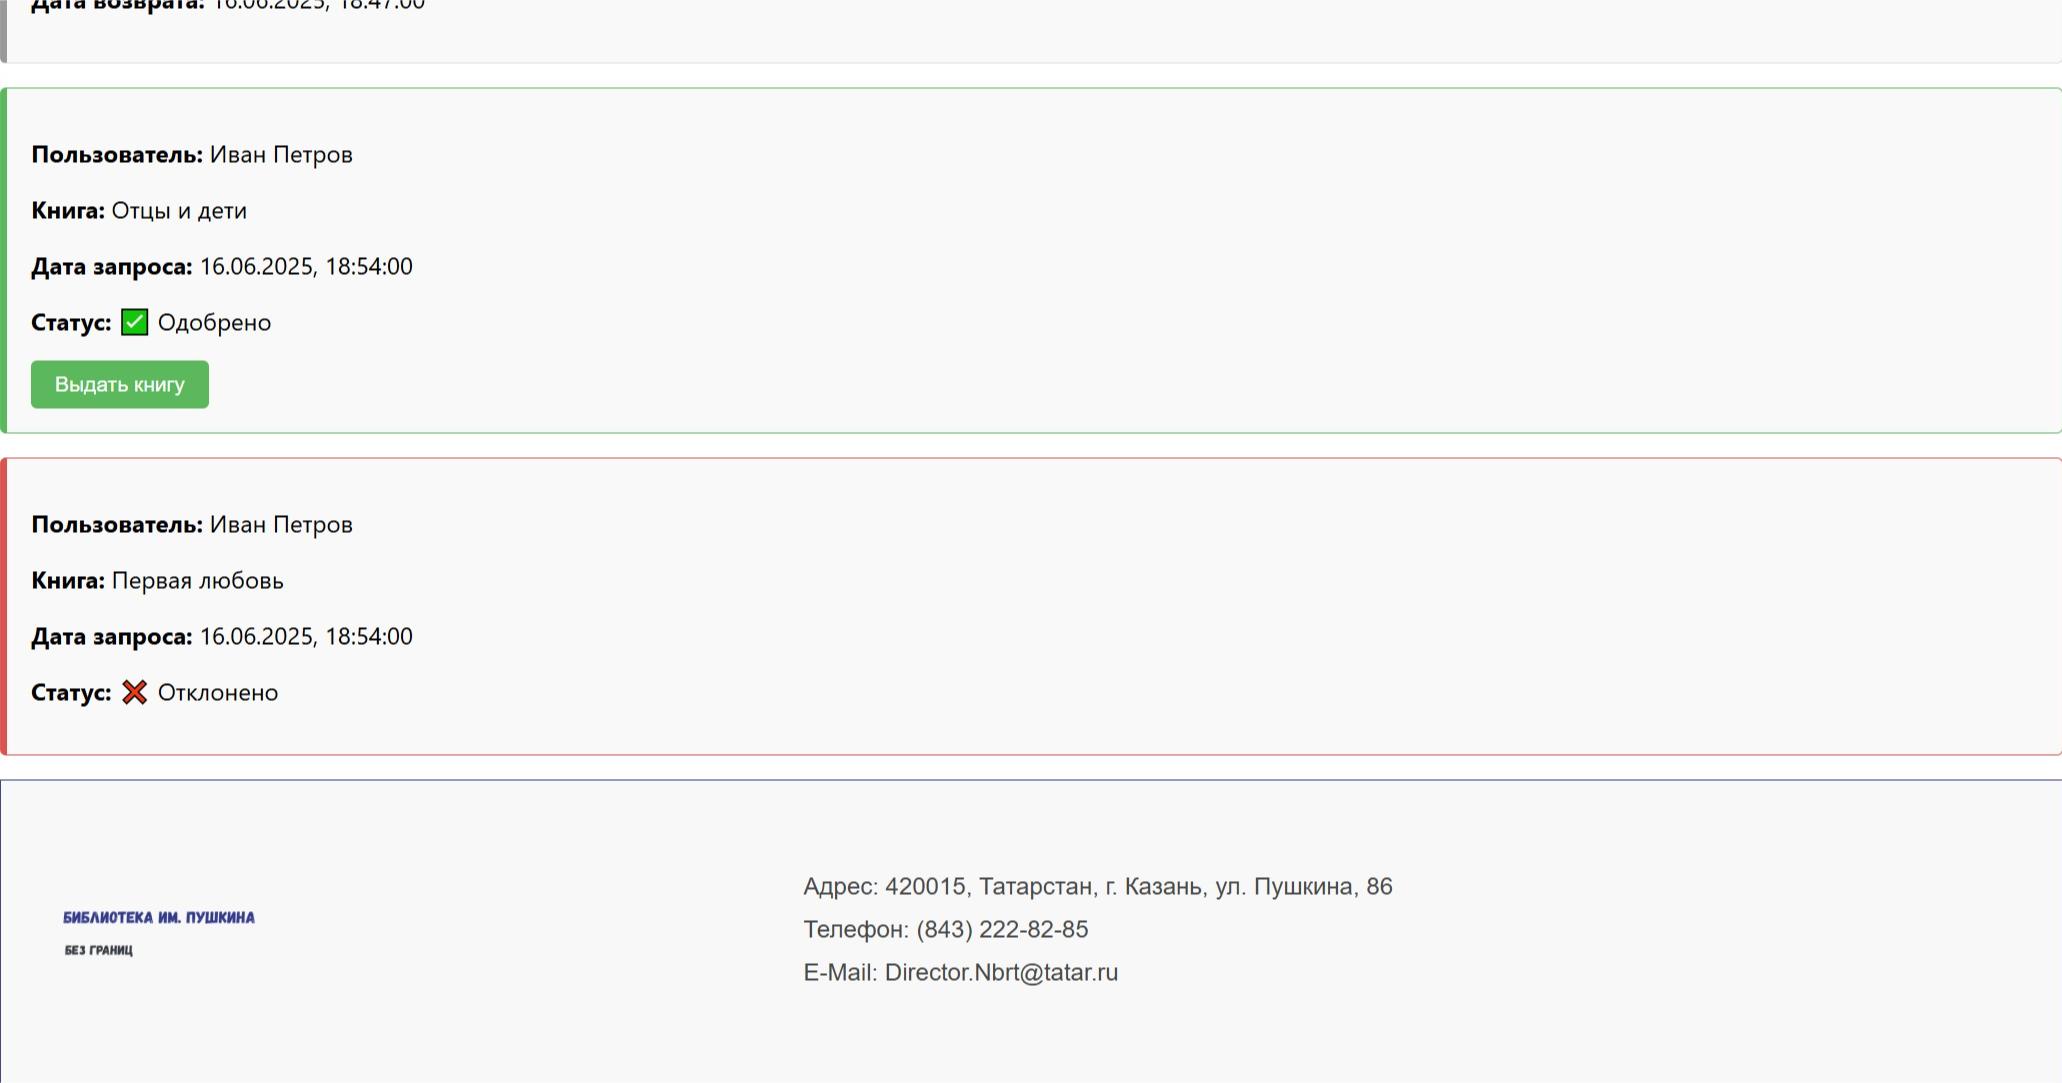 Дата возврата: 16.06.2025, 18:47:00
Пользователь: Иван Петров
Книга: Отцы и дети
Дата запроса: 16.06.2025, 18:54:00
Статус: ✅ Одобрено
Выдать книгу
Пользователь: Иван Петров
Книга: Первая любовь
Дата запроса: 16.06.2025, 18:54:00
Статус: ❌ Отклонено
БИБЛИОТЕКА ИМ. ПУШКИНА
БЕЗ ГРАНИЦ
Адрес: 420015, Татарстан, г. Казань, ул. Пушкина, 86
Телефон: (843) 222-82-85
E-Mail: Director.Nbrt@tatar.ru